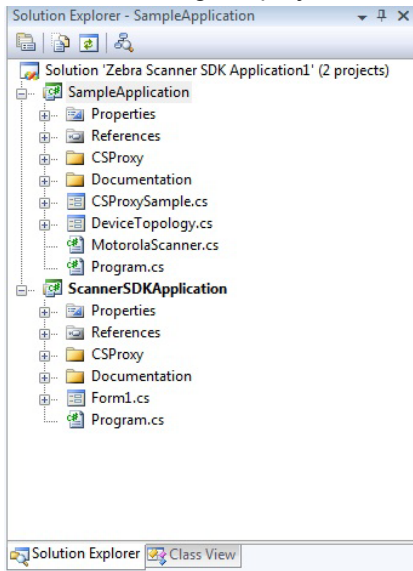 Solution Explorer - SampleApplication
Solution 'Zebra Scanner SDK Application1' (2 projects)
SampleApplication
Properties
References
CSProxy
Documentation
CSProxySample.cs
DeviceTopology.cs
MotorolaScanner.cs
Program.cs
ScannerSDKApplication
Properties
References
CSProxy
Documentation
Form1.cs
Program.cs
Solution Explorer Class View